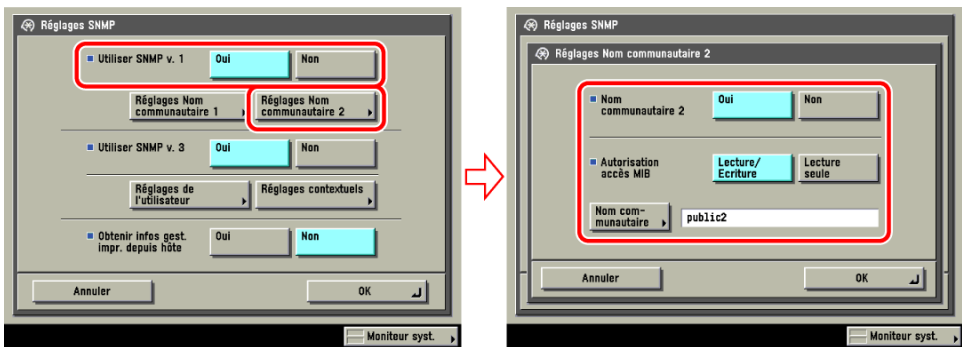 Réglages SNMP
Utiliser SNMP v. 1
Oui
Non
Réglages Nom
communautaire 1
Réglages Nom
communautaire 2
Utiliser SNMP v. 3
Oui
Non
Réglages de
l'utilisateur
Réglages contextuels
Obtenir infos gest.
impr. depuis hôte
Oui
Non
Annuler
OK
Moniteur syst.
Réglages SNMP
Réglages Nom communautaire 2
Nom
communautaire 2
Oui
Non
Autorisation
accès MIB
Lecture/
Ecriture
Lecture
seule
Nom com-
munautaire
public2
Annuler
OK
Moniteur syst.